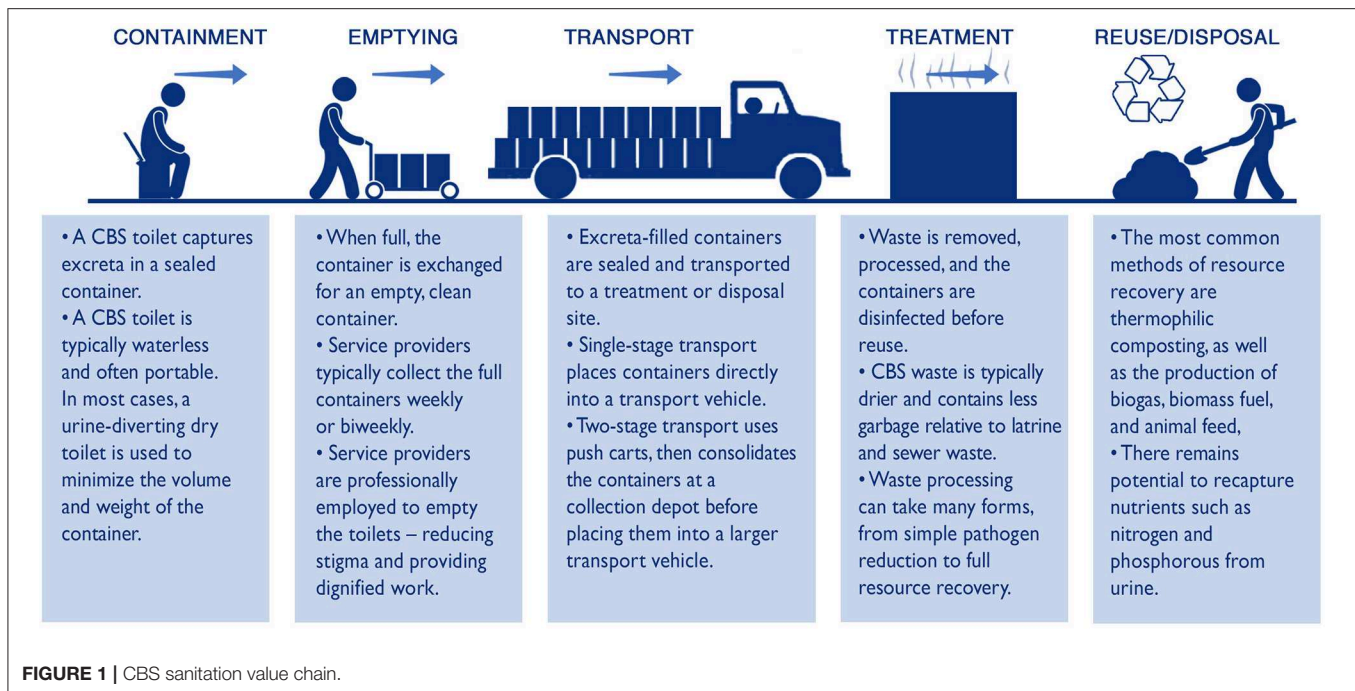 CONTAINMENT
EMPTYING
TRANSPORT
TREATMENT
REUSE/DISPOSAL
• A CBS toilet captures
excreta in a sealed
container.
• A CBS toilet is
typically waterless
and often portable.
In most cases, a
urine-diverting dry
toilet is used to
minimize the volume
and weight of the
container.
• When full, the
container is exchanged
for an empty, clean
container.
• Service providers
typically collect the full
containers weekly
or biweekly.
• Service providers
are professionally
employed to empty
the toilets – reducing
stigma and providing
dignified work.
• Excreta-filled containers
are sealed and transported
to a treatment or disposal
site.
• Single-stage transport
places containers directly
into a transport vehicle.
• Two-stage transport uses
push carts, then consolidates
the containers at a
collection depot before
placing them into a larger
transport vehicle.
• Waste is removed,
processed, and the
containers are
disinfected before
reuse.
• CBS waste is typically
drier and contains less
garbage relative to latrine
and sewer waste.
• Waste processing
can take many forms,
from simple pathogen
reduction to full
resource recovery.
• The most common
methods of resource
recovery are
thermophilic
composting, as well
as the production of
biogas, biomass fuel,
and animal feed,
• There remains
potential to recapture
nutrients such as
nitrogen and
phosphorous from
urine.
FIGURE 1 | CBS sanitation value chain.